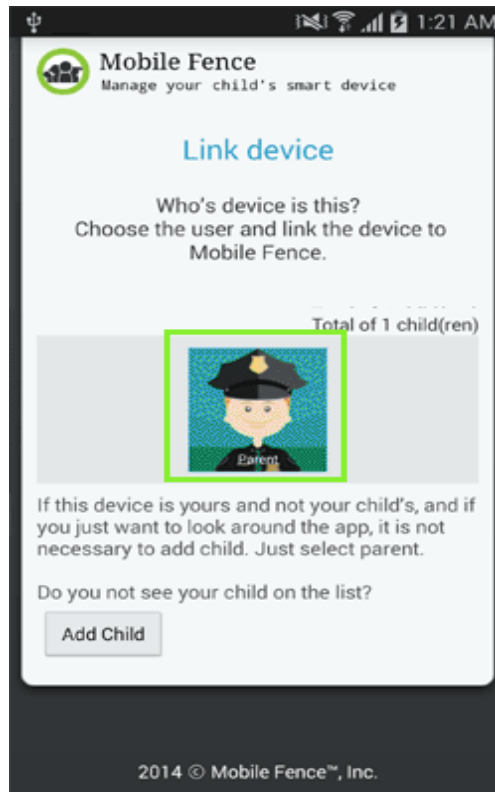 1:21 AM
Mobile Fence
Manage your child's smart device
Link device
Who's device is this?
Choose the user and link the device to
Mobile Fence.
Total of 1 child(ren)
Parent
If this device is yours and not your child's, and if
you just want to look around the app, it is not
necessary to add child. Just select parent.
Do you not see your child on the list?
Add Child
2014 © Mobile Fence™, Inc.